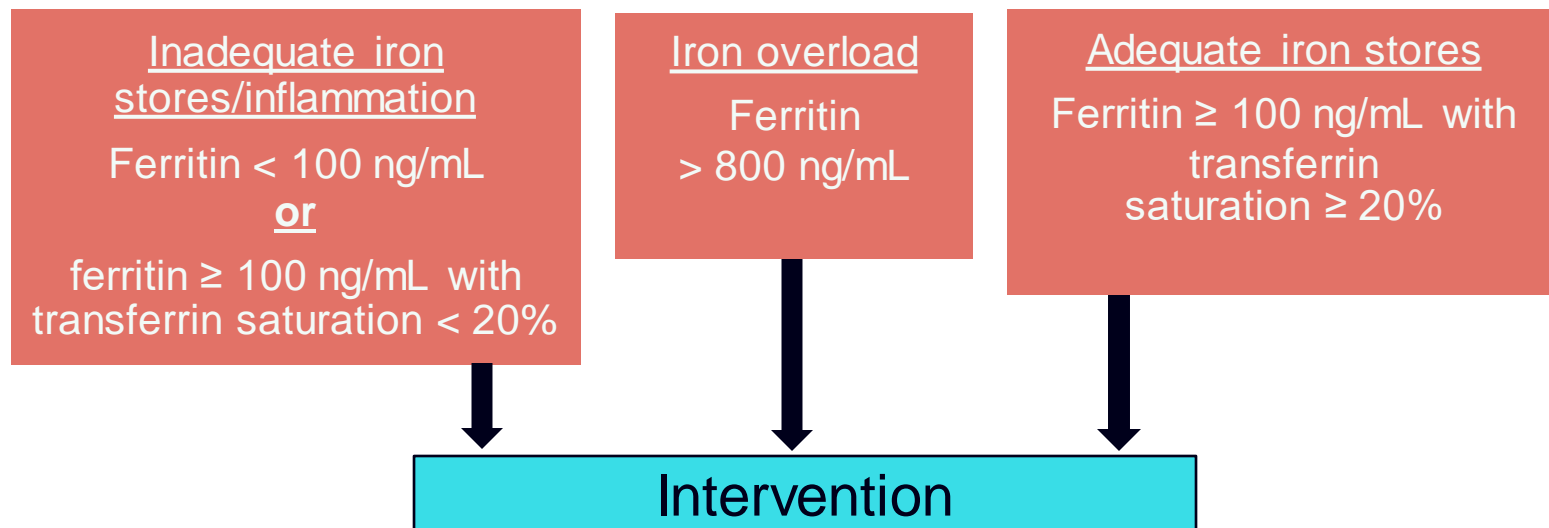 Inadequate iron
stores/inflammation
Ferritin < 100 ng/mL
or
ferritin ≥ 100 ng/mL with
transferrin saturation < 20%
Iron overload
Ferritin
> 800 ng/mL
Adequate iron stores
Ferritin ≥ 100 ng/mL with
transferrin
saturation ≥ 20%
Intervention